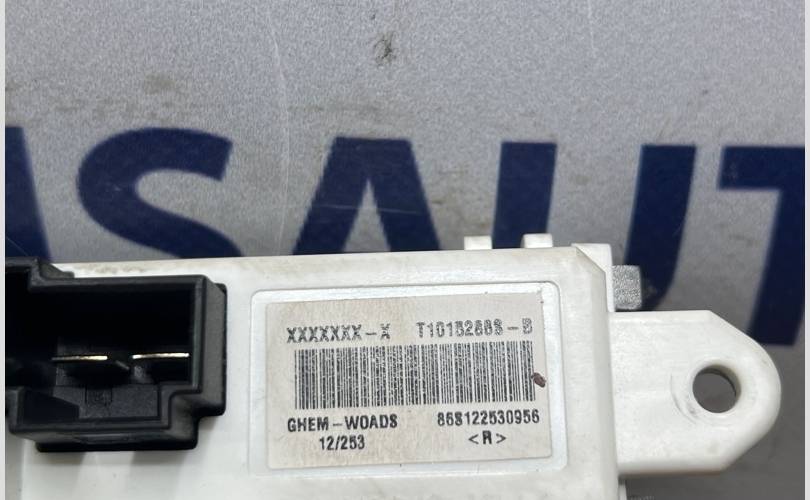 ASAUT
XXXXXXX-X T1015288S-B
GHEM-WOADS 868122530956
12/253 <R>